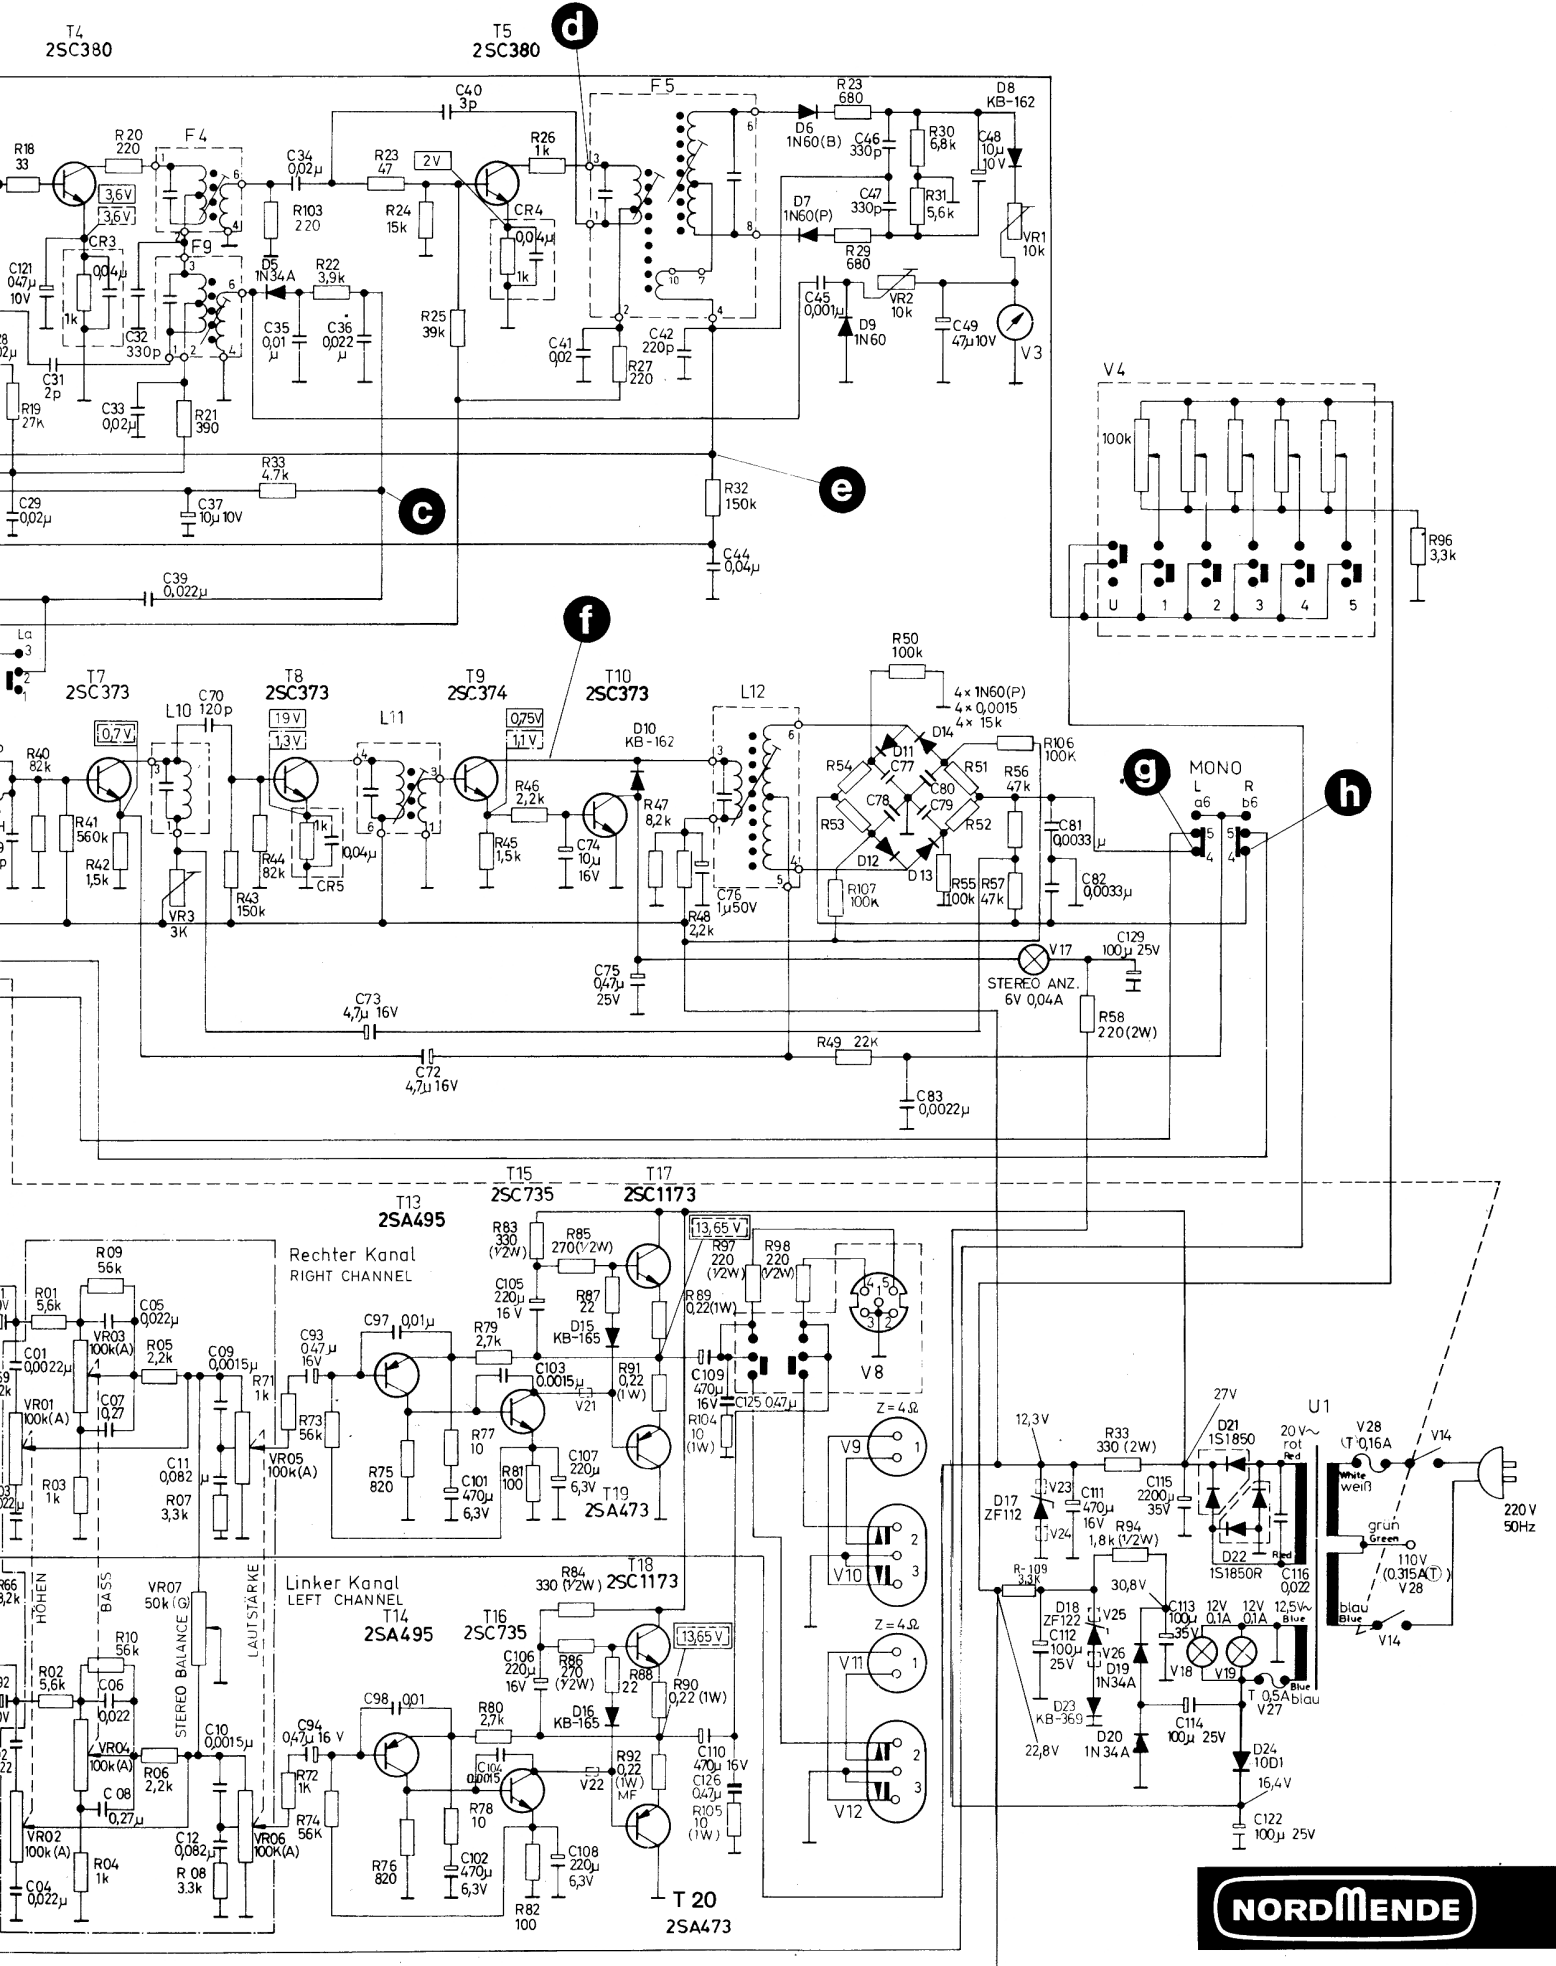 T4
2SC380
T5
2SC380
d
C40
3p
F5
R23
680
D8
KB-162
R18
33
R20
220
F4
C34
0,02µ
R23
47
2V
R26
1k
D6
1N60(B)
C46
330p
R30
6,8k
C48
10µ
10V
3,6V
3,6V
R103
220
R24
15k
CR4
0,04µ
1k
D7
1N60(P)
C47
330p
R31
5,6k
R29
680
VR1
10k
CR3
0,04µ
1k
F9
C121
047µ
10V
D5
1N34A
R22
3,9k
C32
330p
C35
0,01
µ
C36
0,022
µ
R25
39k
C41
0,02
R27
220
C42
220p
C45
0,001µ
VR2
10k
D9
1N60
C49
47µ10V
V3
C31
2p
R19
27k
C33
0,02µ
R21
390
V4
100k
R33
4.7k
C29
0,02µ
C37
10µ10V
c
R32
150k
e
R96
3,3k
C44
0,04µ
C39
0,022µ
U 1 2 3 4 5
f
La
3
2
1
T7
2SC373
T8
2SC373
T9
2SC374
T10
2SC373
R50
100k
4x1N60(P)
4x0,0015
4x 15k
C70
120p
L10
L11
L12
0,7V
19V
1,3V
0,75V
1,1V
D10
KB-162
D11
D14
C77
R54
R51
C80
C78
C79
R53
R52
D12
D13
R106
100K
R56
47k
g
MONO
L
a6
R
b6
h
R40
82k
R41
560k
R42
1,5k
R43
150k
R44
82k
1k
0,04µ
CR5
R45
1,5k
R46
2,2k
C74
10µ
16V
R47
8,2k
C76
1µ50V
R48
2,2k
C81
0,0033µ
C82
0,0033µ
R107
100K
R55
100k
R57
47k
VR3
3K
C75
0,47µ
25V
V17
STEREO ANZ.
6V 0,04A
C129
100µ 25V
R58
220(2W)
C73
4,7µ 16V
C72
4,7µ16V
R49 22K
C83
0,0022µ
T13
2SA495
T15
2SC735
T17
2SC1173
Rechter Kanal
RIGHT CHANNEL
R83
330
(1/2W)
R85
270(1/2W)
13,65V
R97
220
(1/2W)
R98
220
(1/2W)
R09
56k
R01
5,6k
C05
0,022µ
VR03
100k(A)
R05
2,2k
C01
0,0022µ
C09
0,0015µ
R71
1k
C93
0,47µ
16V
C97 0,01µ
R79
2,7k
C105
220µ
16V
R87
22
D15
KB-165
R89
0,22(1W)
C103
0.0015µ
R91
0,22
(1W)
V21
C109
470µ
16V
C125 0,47µ
R104
10
(1W)
V8
VR01
100k(A)
C07
0,27
R03
1k
C11
0,082µ
R07
3,3k
VR05
100k(A)
R73
56k
R75
820
R77
10
C101
470µ
6,3V
R81
100
C107
220µ
6,3V
T19
2SA473
Z=4Ω
V9
V10
12,3V
R33
330 (2W)
27V
D21
1S1850
U1
20V~
rot
Red
V28
(T) 0,16A
V14
White
weiß
220V
50Hz
D17
ZF112
V23
V24
C111
470µ
16V
C115
2200µ
35V
R94
1,8k(1/2W)
D22
1S1850R
Red
C116
0,022
grün
Green
110V
(0.315A(T))
V28
R-109
3,3k
30,8V
D18
ZF122
V25
V26
C113
100µ
35V
12V
0,1A
12V
0,1A
12,5V~
Blue
blau
Blue
V14
C112
100µ
25V
D19
1N34A
V18
V19
T 0,5A
V27
Blue
blau
D23
KB-369
C114
100µ 25V
D20
1N34A
22,8V
D24
10D1
16,4V
C122
100µ 25V
HÖHEN
BASS
STEREO BALANCE
LAUTSTÄRKE
VR07
50k(G)
Linker Kanal
LEFT CHANNEL
T14
2SA495
T16
2SC735
T18
2SC1173
R84
330 (1/2W)
13,65V
R10
56k
R02
5,6k
C06
0,022
VR04
100k(A)
R06
2,2k
C10
0,0015µ
C94
0,47µ 16V
R72
1K
C98 0,01
R80
2,7k
C106
220µ
16V
R86
270
(1/2W)
R88
22
D16
KB-165
R90
0,22 (1W)
C104
0,0015
V22
R92
0,22
(1W)
MF
C110
470µ 16V
C126
0,47µ
R105
10
(1W)
Z=4Ω
V11
V12
VR02
100k(A)
C 08
0,27µ
R04
1k
C04
0,022µ
C12
0,082µ
R 08
3.3k
VR06
100K(A)
R74
56K
R76
820
R78
10
C102
470µ
6,3V
R82
100
C108
220µ
6,3V
T 20
2SA473
NORDMENDE